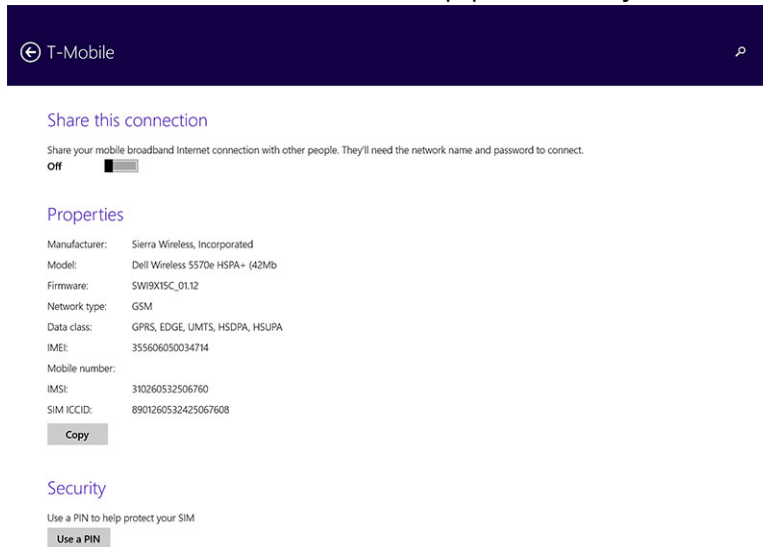 T-Mobile
Share this connection
Share your mobile broadband Internet connection with other people. They'll need the network name and password to connect.
Off
Properties
Manufacturer: Sierra Wireless, Incorporated
Model: Dell Wireless 5570e HSPA+ (42Mb
Firmware: SWI9X15C_01.12
Network type: GSM
Data class: GPRS, EDGE, UMTS, HSDPA, HSUPA
IMEI: 355606050034714
Mobile number:
IMSI: 310260532506760
SIM ICCID: 8901260532425067608
Copy
Security
Use a PIN to help protect your SIM
Use a PIN